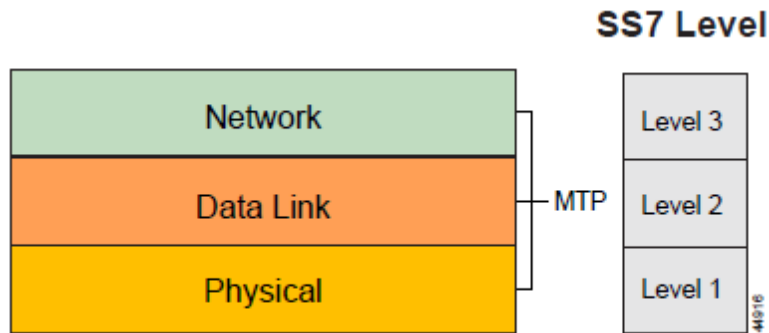 SS7 Level
Network
Level 3
Data Link
MTP
Level 2
Physical
Level 1
44916